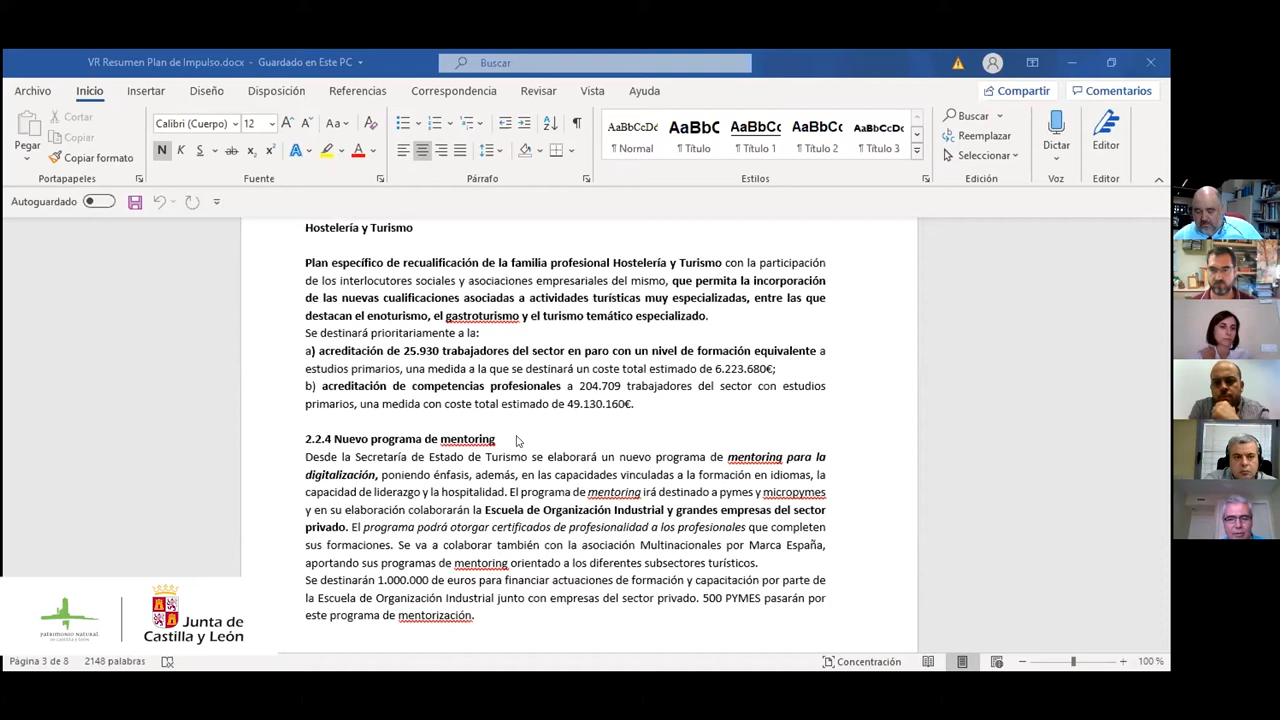 VR Resumen Plan de Impulso.docx - Guardado en Este PC
Buscar
Archivo Inicio Insertar Diseño Disposición Referencias Correspondencia Revisar Vista Ayuda Compartir Comentarios
Pegar
Cortar
Copiar
Copiar formato
Portapapeles
Calibri (Cuerpo) 12
Fuente
Párrafo
AaBbCcDd AaBbC AaBbCc AaBbC AaBbCcDc
¶ Normal ¶ Título ¶ Título 1 ¶ Título 2 ¶ Título 3
Estilos
Buscar
Reemplazar
Seleccionar
Edición
Dictar
Voz
Editor
Editor
Autoguardado
Hostelería y Turismo
Plan específico de recualificación de la familia profesional Hostelería y Turismo con la participación
de los interlocutores sociales y asociaciones empresariales del mismo, que permita la incorporación
de las nuevas cualificaciones asociadas a actividades turísticas muy especializadas, entre las que
destacan el enoturismo, el gastroturismo y el turismo temático especializado.
Se destinará prioritariamente a la:
a) acreditación de 25.930 trabajadores del sector en paro con un nivel de formación equivalente a
estudios primarios, una medida a la que se destinará un coste total estimado de 6.223.680€;
b) acreditación de competencias profesionales a 204.709 trabajadores del sector con estudios
primarios, una medida con coste total estimado de 49.130.160€.
2.2.4 Nuevo programa de mentoring
Desde la Secretaría de Estado de Turismo se elaborará un nuevo programa de mentoring para la
digitalización, poniendo énfasis, además, en las capacidades vinculadas a la formación en idiomas, la
capacidad de liderazgo y la hospitalidad. El programa de mentoring irá destinado a pymes y micropymes
y en su elaboración colaborarán la Escuela de Organización Industrial y grandes empresas del sector
privado. El programa podrá otorgar certificados de profesionalidad a los profesionales que completen
sus formaciones. Se va a colaborar también con la asociación Multinacionales por Marca España,
aportando sus programas de mentoring orientado a los diferentes subsectores turísticos.
Se destinarán 1.000.000 de euros para financiar actuaciones de formación y capacitación por parte de
la Escuela de Organización Industrial junto con empresas del sector privado. 500 PYMES pasarán por
este programa de mentorización.
PATRIMONIO NATURAL
Junta de
Castilla y León
Página 3 de 8 2148 palabras Concentración 100 %